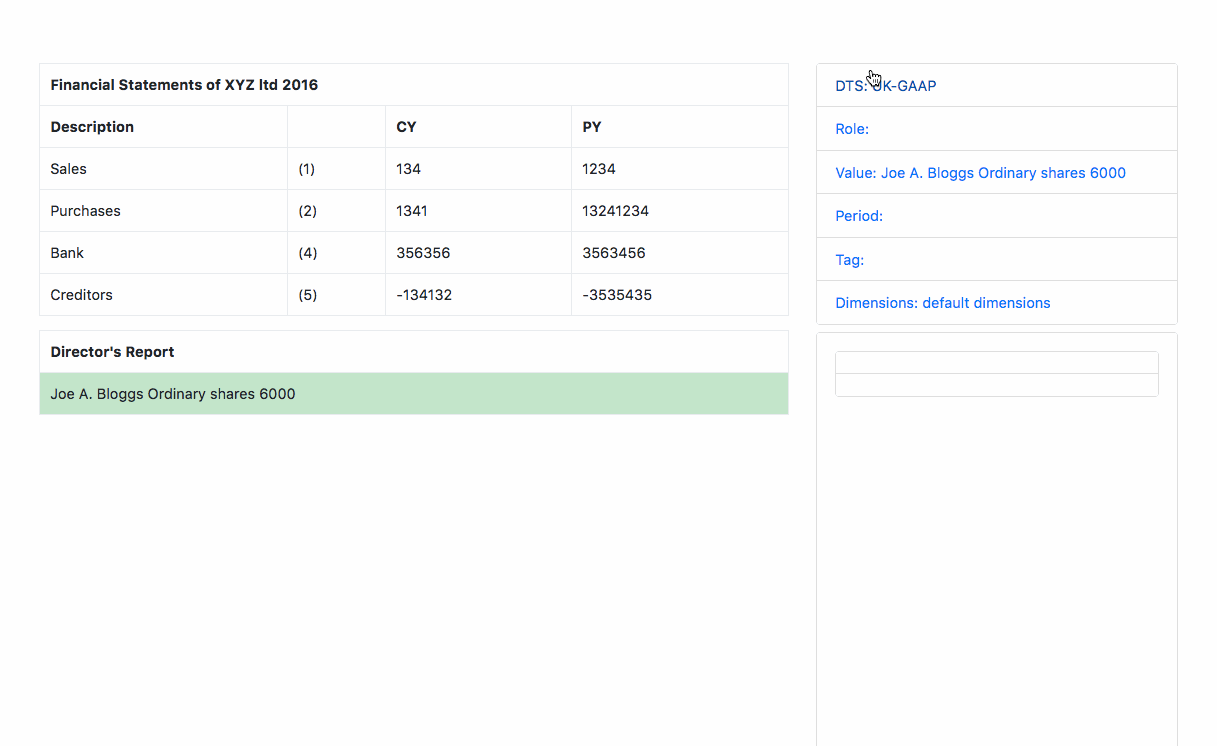 Financial Statements of XYZ ltd 2016
Description CY PY
Sales (1) 134 1234
Purchases (2) 1341 13241234
Bank (4) 356356 3563456
Creditors (5) -134132 -3535435
Director's Report
Joe A. Bloggs Ordinary shares 6000
DTS: UK-GAAP
Role:
Value: Joe A. Bloggs Ordinary shares 6000
Period:
Tag:
Dimensions: default dimensions